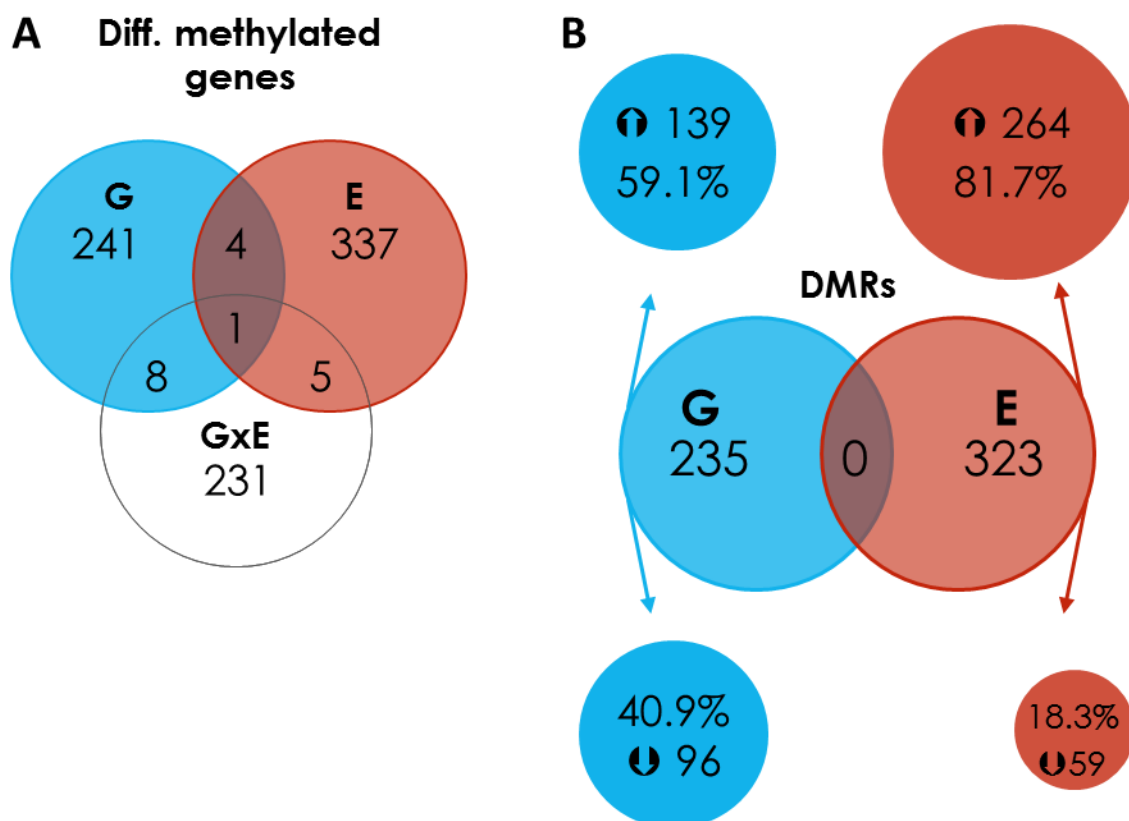 A
Diff. methylated
genes
G
241
4
E
337
1
8
5
GxE
231
B
139
59.1%
264
81.7%
DMRs
G
235
0
E
323
40.9%
96
18.3%
59